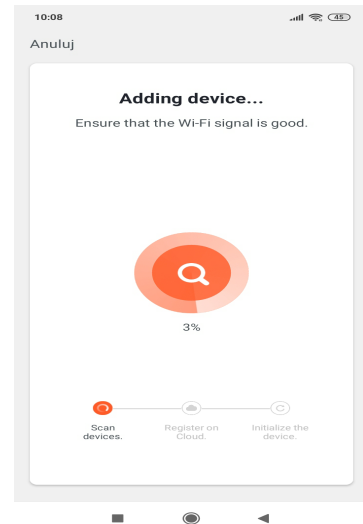 10:08
45
Anuluj
Adding device...
Ensure that the Wi-Fi signal is good.
3%
Scan devices.
Register on Cloud.
Initialize the device.